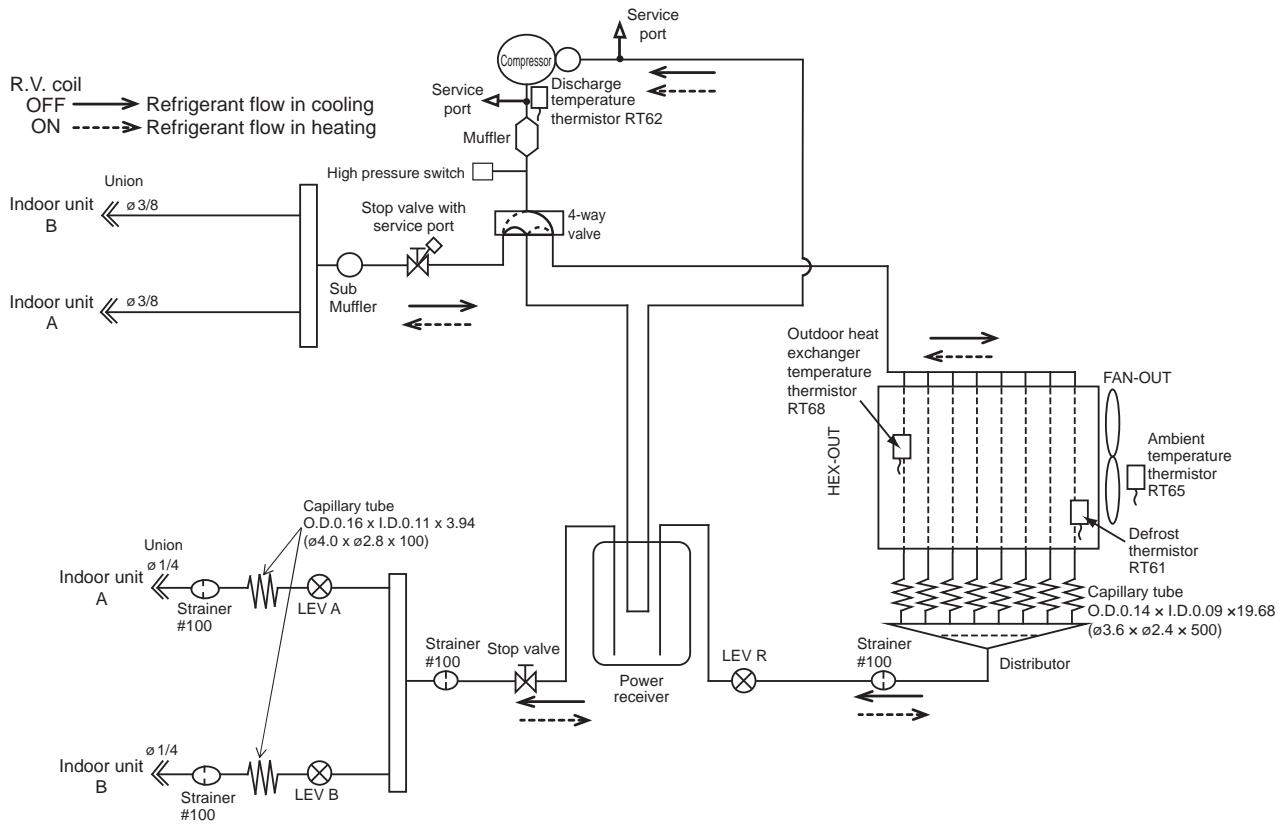 Service
port
Compressor
R.V. coil
OFF Refrigerant flow in cooling
ON Refrigerant flow in heating
Service
port
Discharge
temperature
thermistor RT62
Muffler
High pressure switch
Union
Indoor unit
B
ø 3/8
Stop valve with
service port
4-way
valve
Sub
Muffler
Indoor unit
A
ø 3/8
Outdoor heat
exchanger
temperature
thermistor
RT68
FAN-OUT
HEX-OUT
Ambient
temperature
thermistor
RT65
Defrost
thermistor
RT61
Capillary tube
O.D.0.16 x I.D.0.11 x 3.94
(ø4.0 x ø2.8 x 100)
Union
ø 1/4
Indoor unit
A
Strainer
#100
LEV A
Capillary tube
O.D.0.14 × I.D.0.09 ×19.68
(ø3.6 × ø2.4 × 500)
Strainer
#100
Stop valve
Power
receiver
LEV R
Strainer
#100
Distributor
ø 1/4
Indoor unit
B
Strainer
#100
LEV B